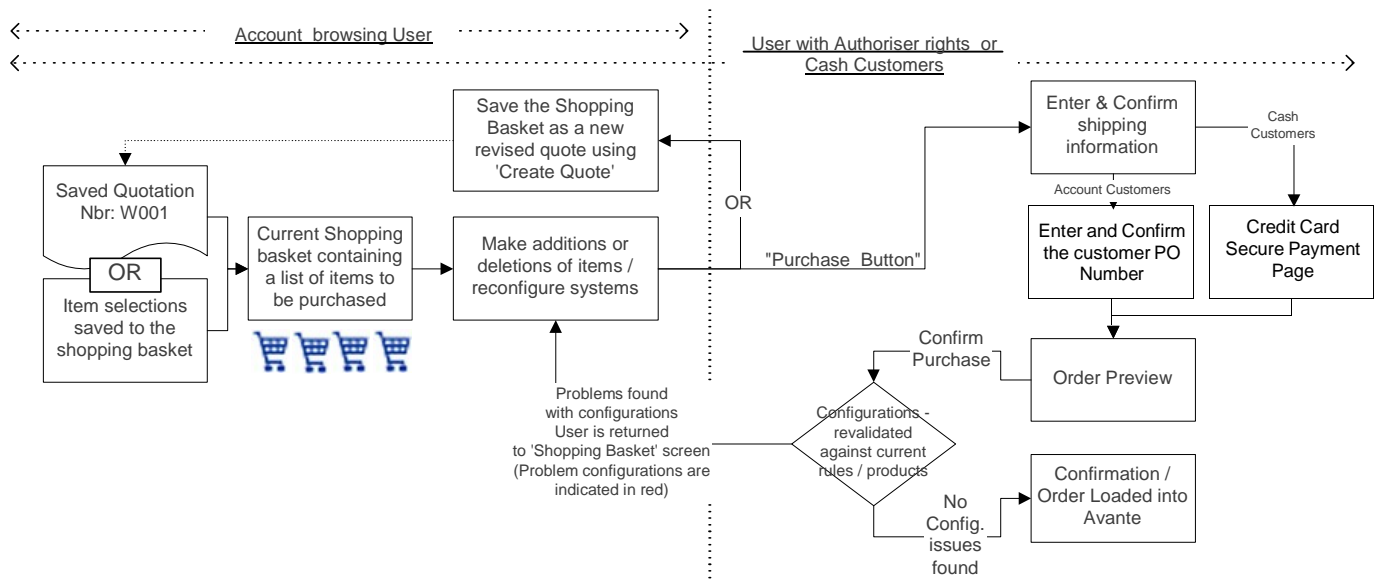 Account browsing User
User with Authoriser rights or
Cash Customers
Save the Shopping
Basket as a new
revised quote using
'Create Quote'
Enter & Confirm
shipping
information
Cash
Customers
Saved Quotation
Nbr: W001
OR
Item selections
saved to the
shopping basket
Current Shopping
basket containing
a list of items to
be purchased
Make additions or
deletions of items /
reconfigure systems
OR
"Purchase Button"
Account Customers
Enter and Confirm
the customer PO
Number
Credit Card
Secure Payment
Page
Confirm
Purchase
Order Preview
Problems found
with configurations
User is returned
to 'Shopping Basket' screen
(Problem configurations are
indicated in red)
Configurations -
revalidated
against current
rules / products
No
Config.
issues
found
Confirmation /
Order Loaded into
Avante